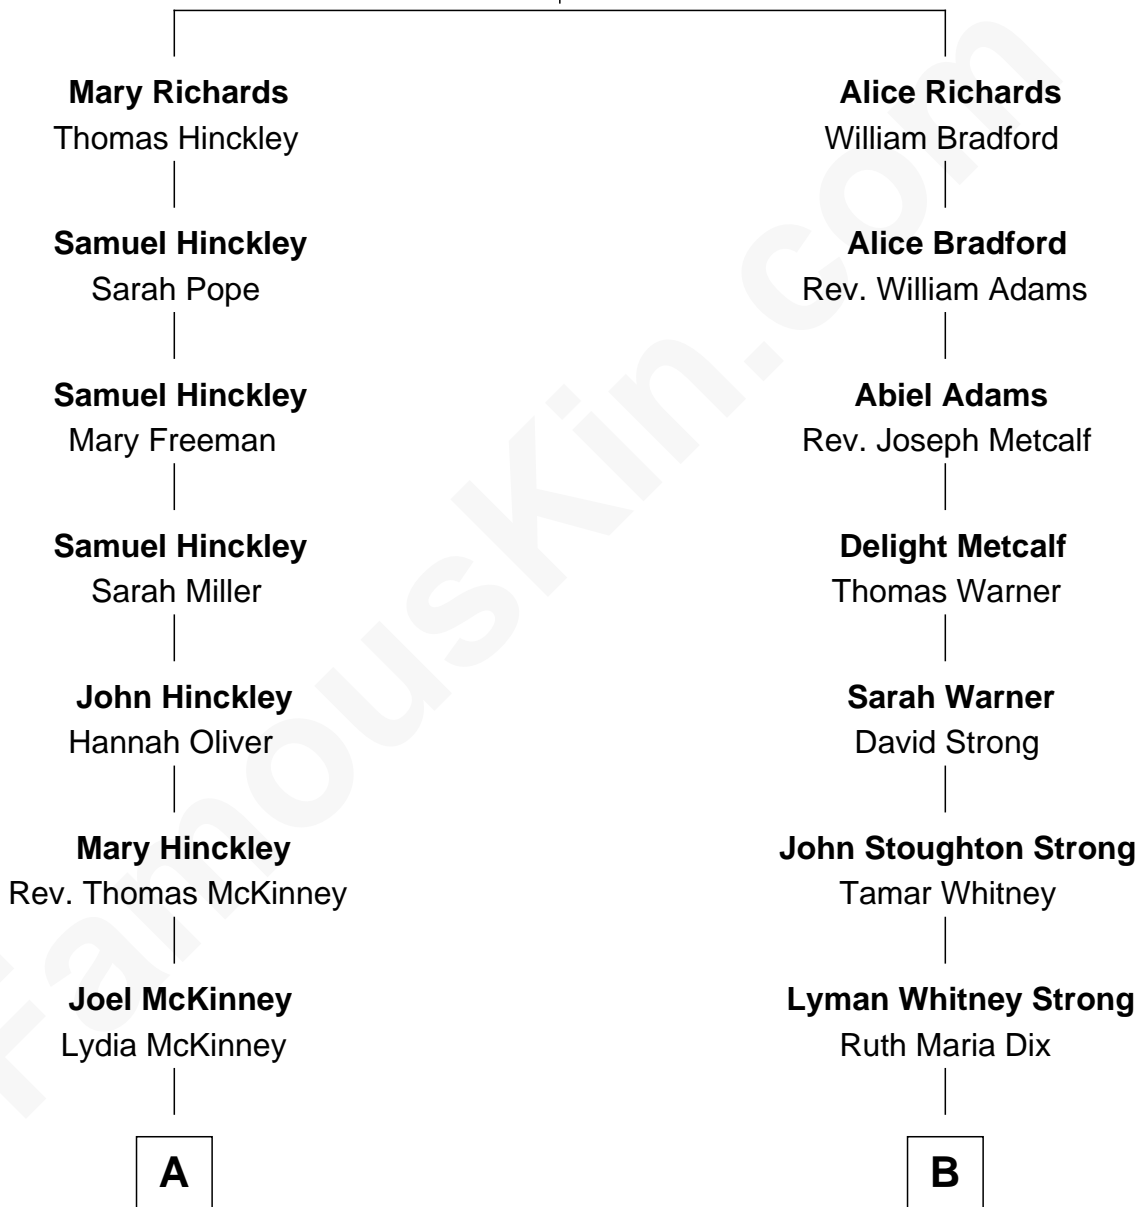 Mary Richards
Thomas Hinckley
Alice Richards
William Bradford
Samuel Hinckley
Sarah Pope
Alice Bradford
Rev. William Adams
Samuel Hinckley
Mary Freeman
Abiel Adams
Rev. Joseph Metcalf
Samuel Hinckley
Sarah Miller
Delight Metcalf
Thomas Warner
John Hinckley
Hannah Oliver
Sarah Warner
David Strong
Mary Hinckley
Rev. Thomas McKinney
John Stoughton Strong
Tamar Whitney
Joel McKinney
Lydia McKinney
Lyman Whitney Strong
Ruth Maria Dix
A
B
FamousKin.com